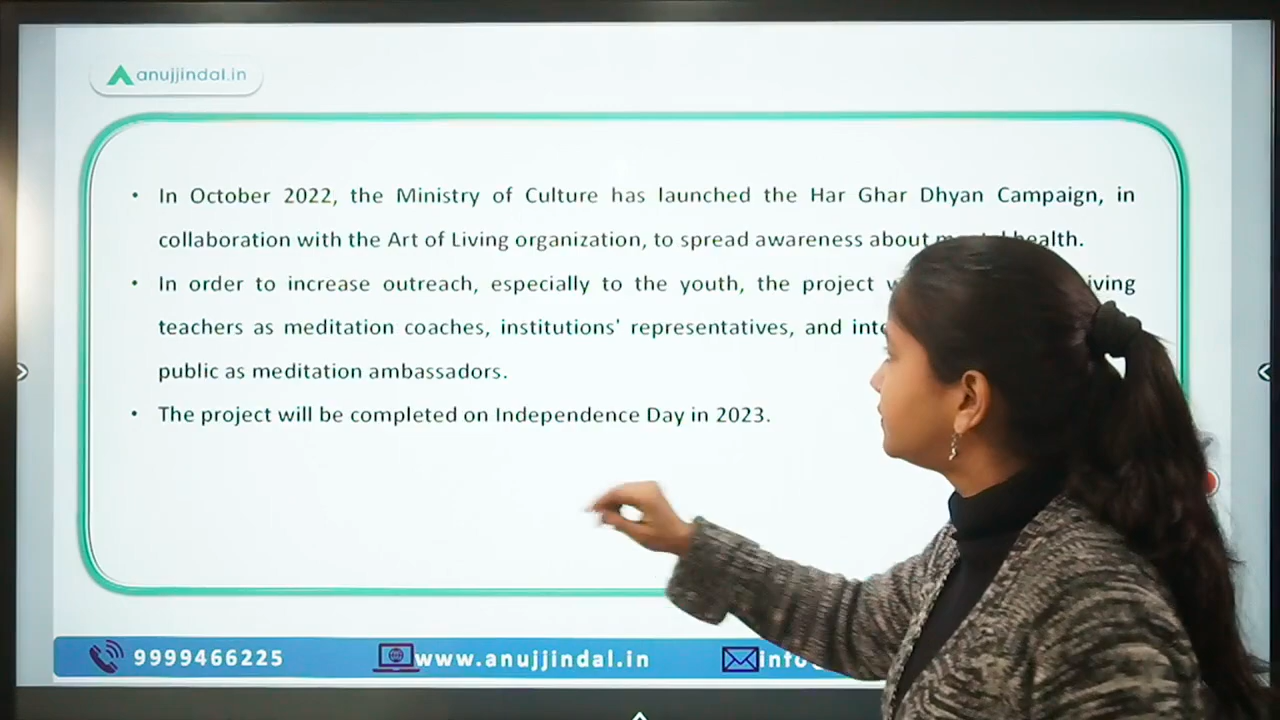 anujjindal.in
• In October 2022, the Ministry of Culture has launched the Har Ghar Dhyan Campaign, in
collaboration with the Art of Living organization, to spread awareness about health.
• In order to increase outreach, especially to the youth, the project
teachers as meditation coaches, institutions' representatives, and
public as meditation ambassadors.
• The project will be completed on Independence Day in 2023.
9999466225 www.anujjindal.in